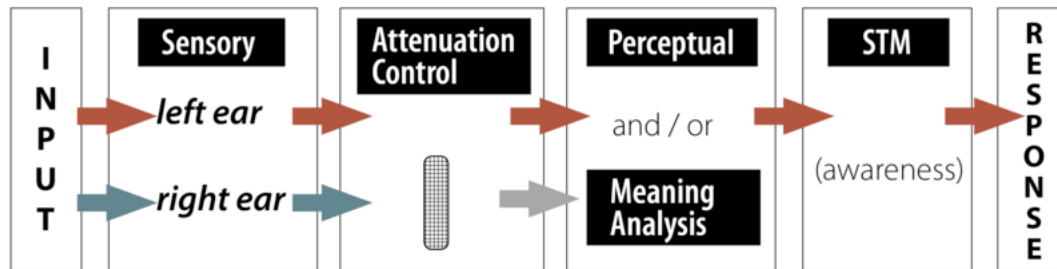 INPUT
Sensory
left ear
right ear
Attenuation
Control
Perceptual
and / or
Meaning
Analysis
STM
(awareness)
RESPONSE